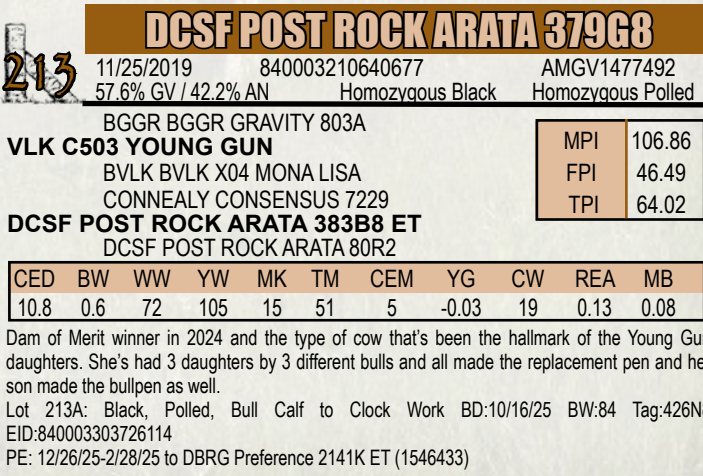 DCSF POST ROCK ARATA 379G8
213
11/25/2019 840003210640677 AMGV1477492
57.6% GV / 42.2% AN Homozygous Black Homozygous Polled
BGGR BGGR GRAVITY 803A
VLK C503 YOUNG GUN
BVLK BVLK X04 MONA LISA
CONNEALY CONSENSUS 7229
DCSF POST ROCK ARATA 383B8 ET
DCSF POST ROCK ARATA 80R2
MPI 106.86
FPI 46.49
TPI 64.02
CED BW WW YW MK TM CEM YG CW REA MB
10.8 0.6 72 105 15 51 5 -0.03 19 0.13 0.08
Dam of Merit winner in 2024 and the type of cow that's been the hallmark of the Young Gu
daughters. She's had 3 daughters by 3 different bulls and all made the replacement pen and he
son made the bullpen as well.
Lot 213A: Black, Polled, Bull Calf to Clock Work BD:10/16/25 BW:84 Tag:426N
EID:840003303726114
PE: 12/26/25-2/28/25 to DBRG Preference 2141K ET (1546433)